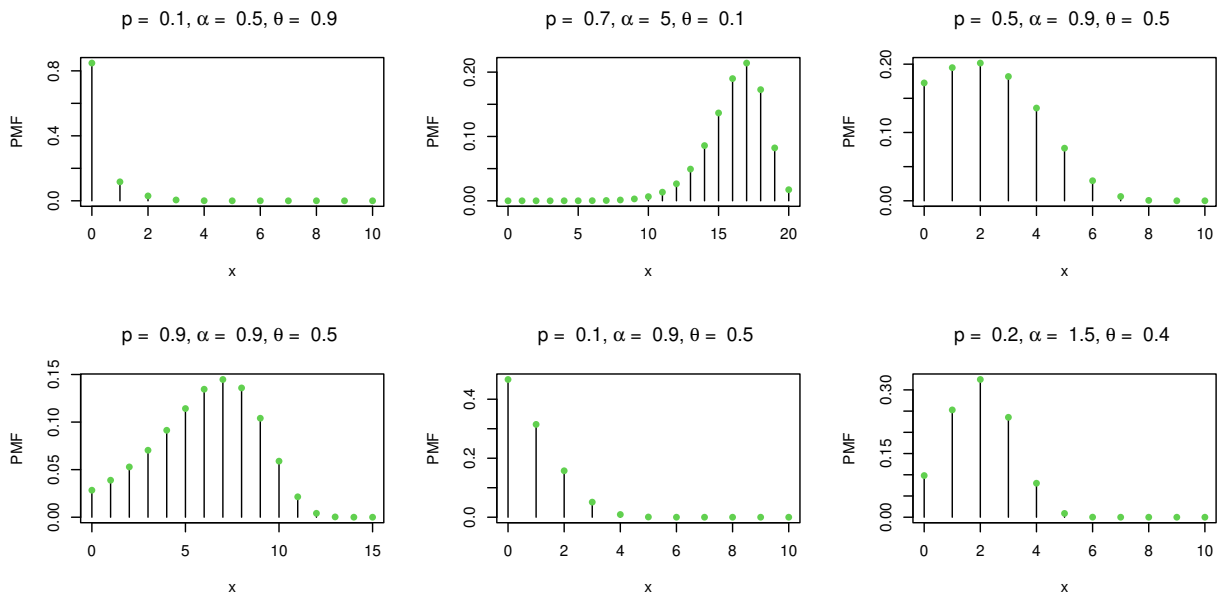 p = 0.1, α = 0.5, θ = 0.9
PMF
0.0 0.4 0.8
0 2 4 6 8 10
x
p = 0.7, α = 5, θ = 0.1
PMF
0.00 0.10 0.20
0 5 10 15 20
x
p = 0.5, α = 0.9, θ = 0.5
PMF
0.00 0.10 0.20
0 2 4 6 8 10
x
p = 0.9, α = 0.9, θ = 0.5
PMF
0.00 0.05 0.10 0.15
0 5 10 15
x
p = 0.1, α = 0.9, θ = 0.5
PMF
0.0 0.2 0.4
0 2 4 6 8 10
x
p = 0.2, α = 1.5, θ = 0.4
PMF
0.00 0.15 0.30
0 2 4 6 8 10
x